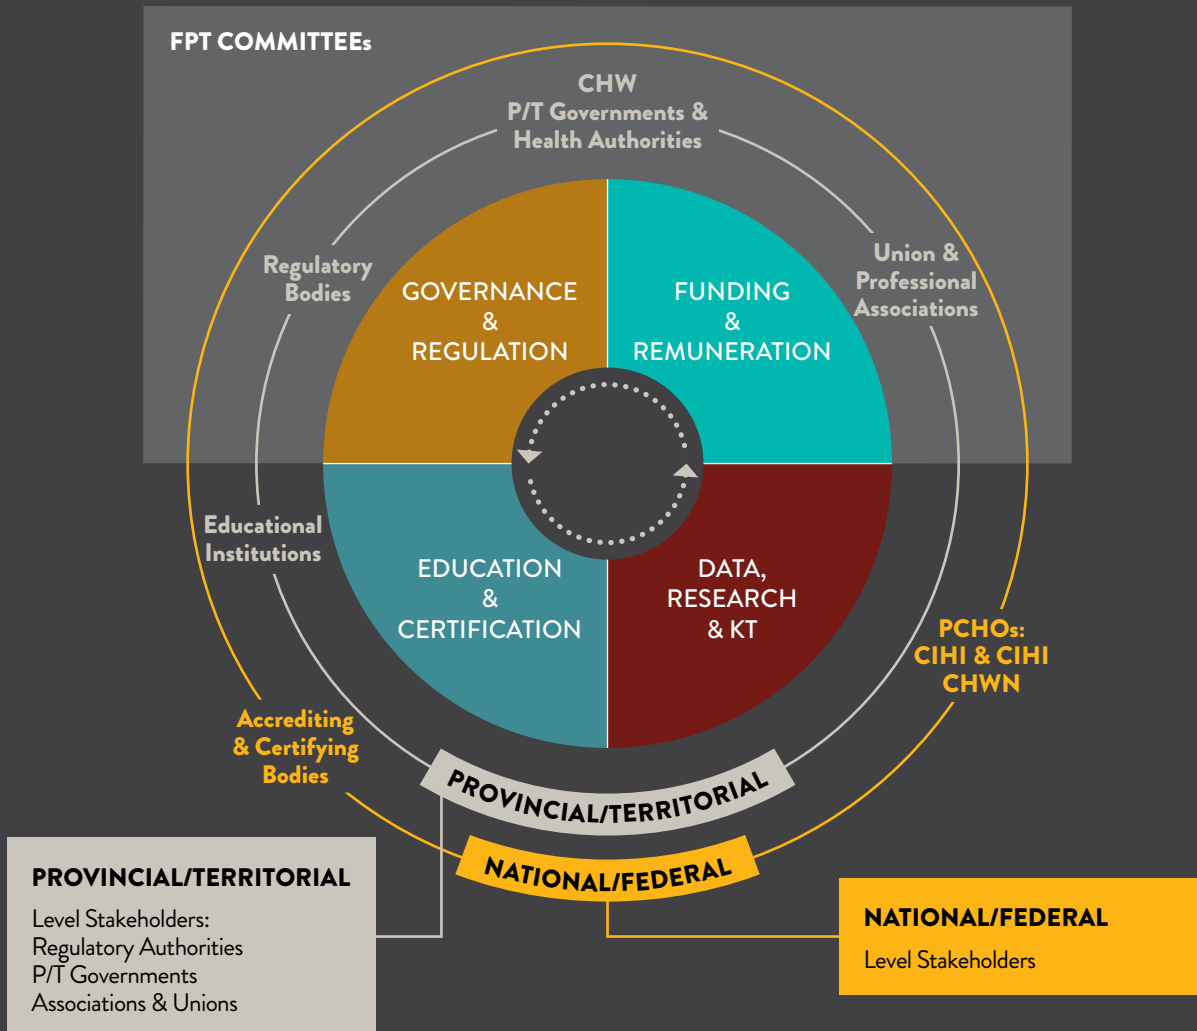 FPT COMMITTEEs
CHW
P/T Governments &
Health Authorities
Regulatory
Bodies
Union &
Professional
Associations
GOVERNANCE
&
REGULATION
FUNDING
&
REMUNERATION
Educational
Institutions
EDUCATION
&
CERTIFICATION
DATA,
RESEARCH
& KT
PCHOs:
CIHI & CIHI
CHWN
Accrediting
& Certifying
Bodies
PROVINCIAL/TERRITORIAL
NATIONAL/FEDERAL
PROVINCIAL/TERRITORIAL
Level Stakeholders:
Regulatory Authorities
P/T Governments
Associations & Unions
NATIONAL/FEDERAL
Level Stakeholders